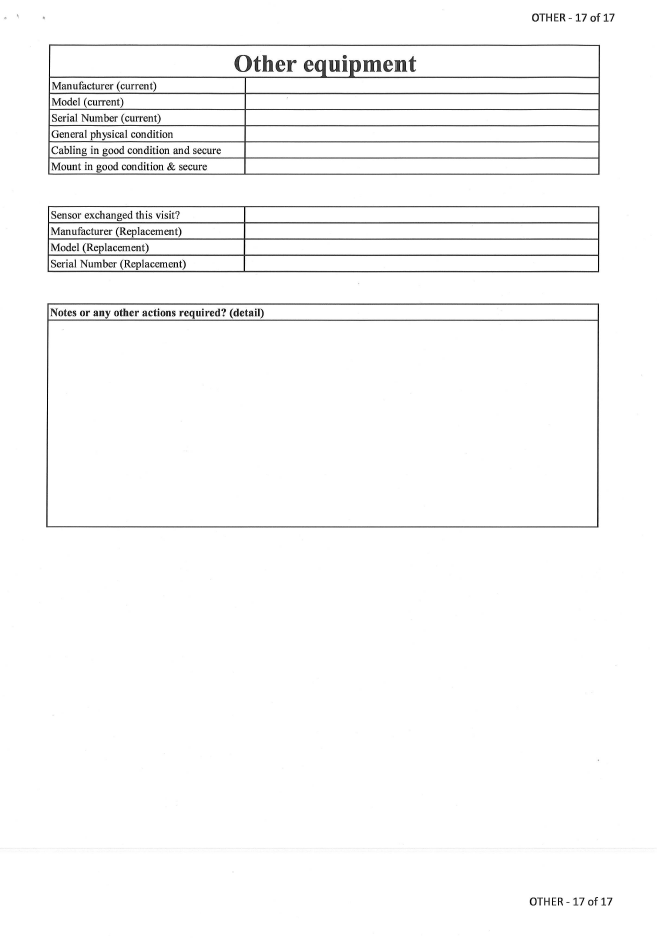 OTHER - 17 of 17
Other equipment
Manufacturer (current)
Model (current)
Serial Number (current)
General physical condition
Cabling in good condition and secure
Mount in good condition & secure
Sensor exchanged this visit?
Manufacturer (Replacement)
Model (Replacement)
Serial Number (Replacement)
Notes or any other actions required? (detail)
OTHER - 17 of 17